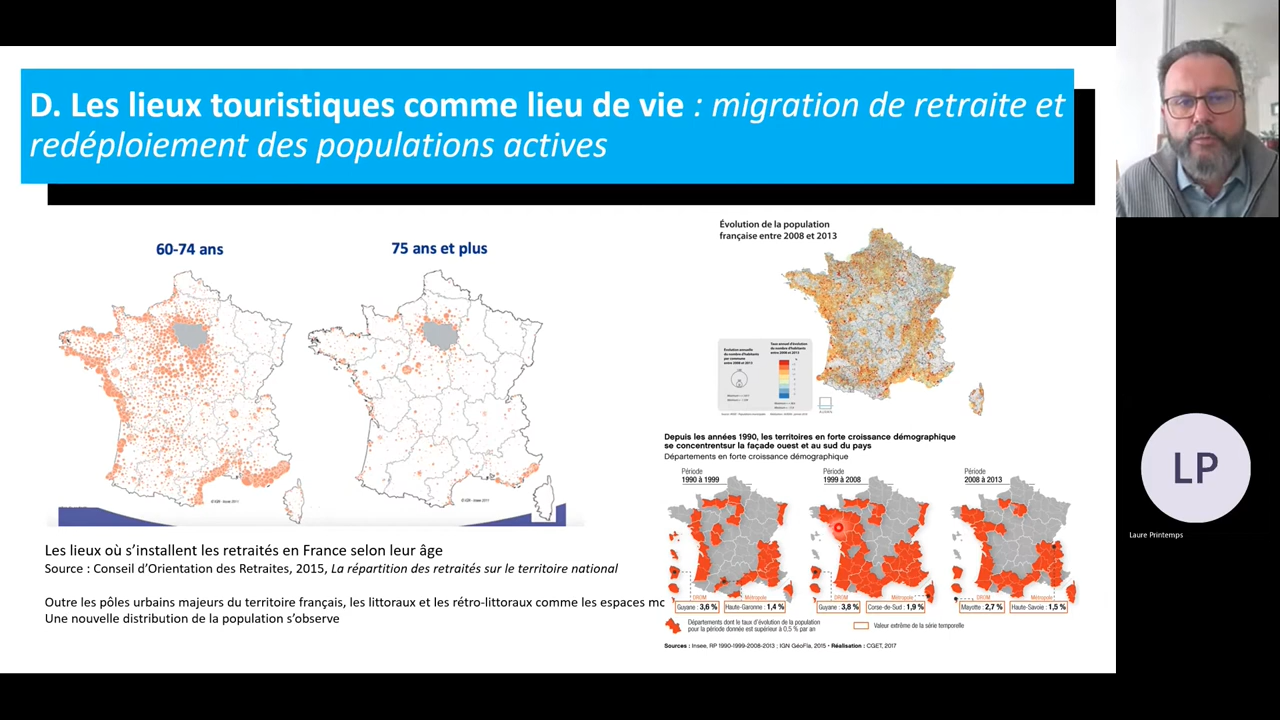 D. Les lieux touristiques comme lieu de vie : migration de retraite et
redéploiement des populations actives
60-74 ans
75 ans et plus
Les lieux où s’installent les retraités en France selon leur âge
Source : Conseil d’Orientation des Retraites, 2015, La répartition des retraités sur le territoire national
Outre les pôles urbains majeurs du territoire français, les littoraux et les rétro-littoraux comme les espaces mo
Une nouvelle distribution de la population s’observe
Évolution de la population
française entre 2008 et 2013
Depuis les années 1990, les territoires en forte croissance démographique
se concentrentsur la façade ouest et au sud du pays
Départements en forte croissance démographique
Période
1990 à 1999
Période
1999 à 2008
Période
2008 à 2013
DROM
Métropole
DROM
Métropole
DROM
Métropole
Guyane : 3,6 %
Haute-Garonne : 1,4 %
Guyane : 3,8 %
Corse-de-Sud : 1,9 %
Mayotte : 2,7 %
Haute-Savoie : 1,5 %
Départements dont le taux d'évolution de la population
pour la période donnée est supérieur à 0,5 % par an
Valeur extrême de la série temporelle
Sources : Insee, RP 1990-1999-2008-2013 ; IGN GéoFla, 2015 • Réalisation : CGET, 2017
LP
Laure Printemps